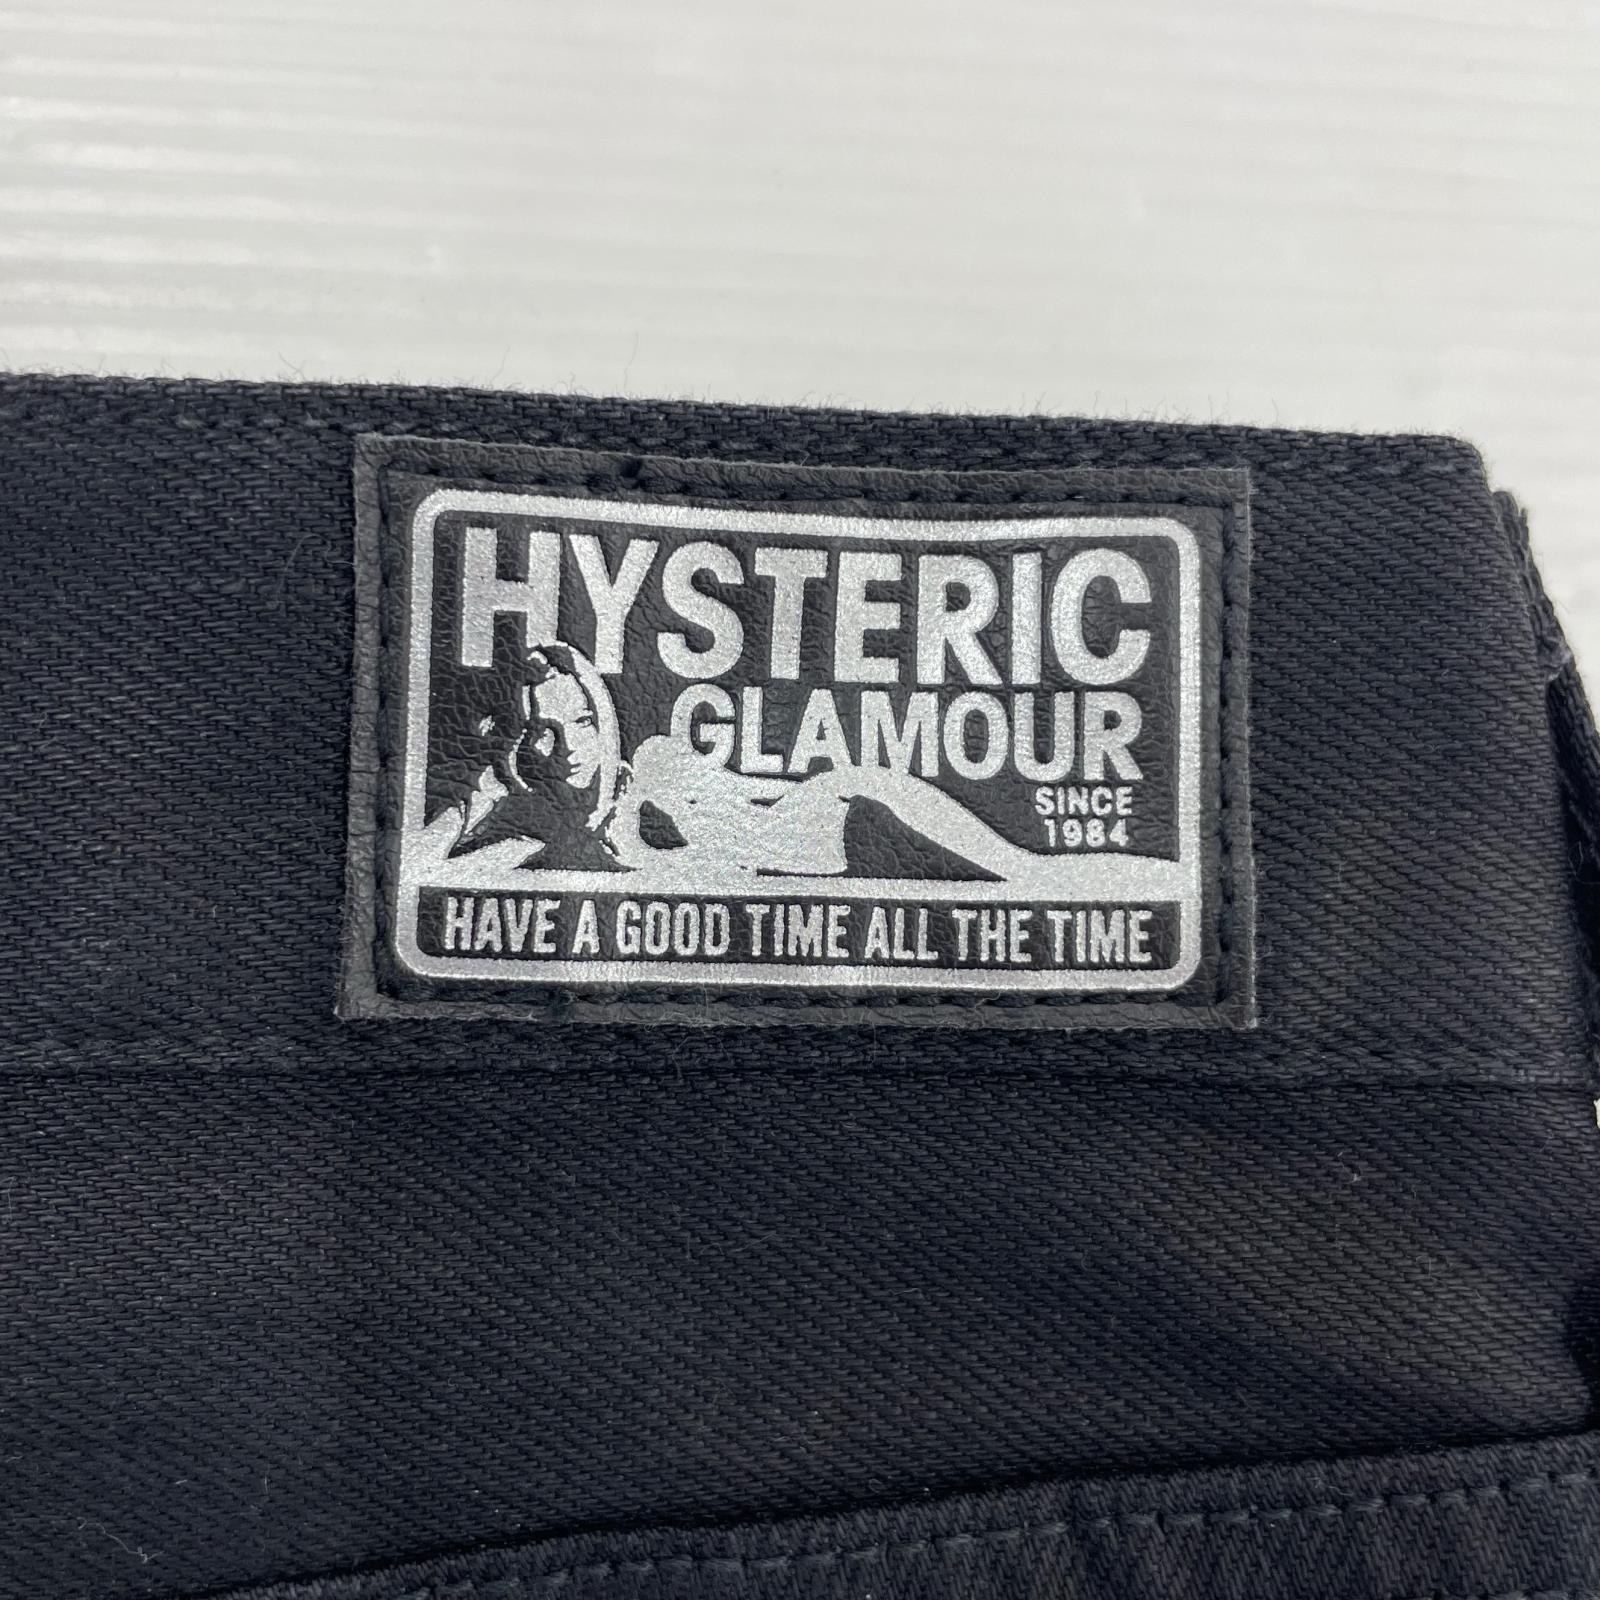 HYSTERIC
GLAMOUR
SINCE
1984
HAVE A GOOD TIME ALL THE TIME